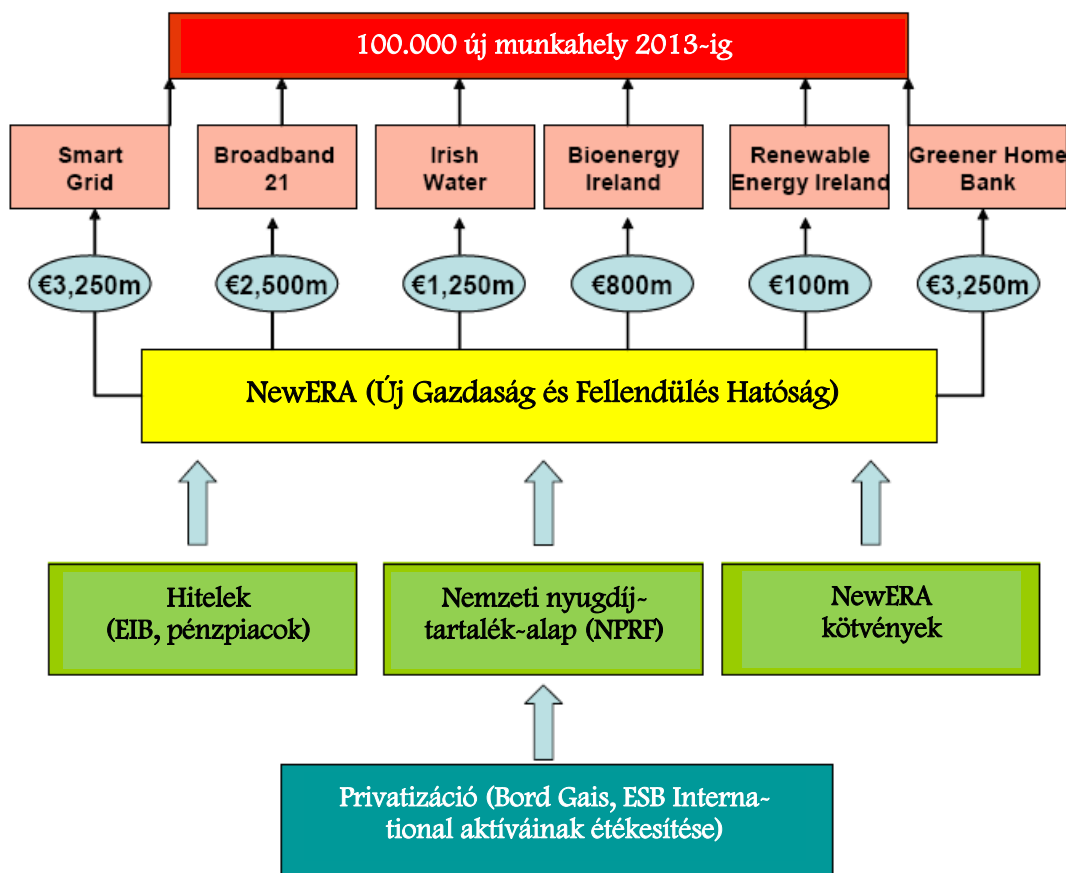 100.000 új munkahely 2013-ig
Smart
Grid
Broadband
21
Irish
Water
Bioenergy
Ireland
Renewable
Energy Ireland
Greener Home
Bank
€3,250m
€2,500m
€1,250m
€800m
€100m
€3,250m
NewERA (Új Gazdaság és Fellendülés Hatóság)
Hitelek
(EIB, pénzpiacok)
Nemzeti nyugdíj-
tartalék-alap (NPRF)
NewERA
kötvények
Privatizáció (Bord Gais, ESB Interna-
tional aktíváinak étékesítése)